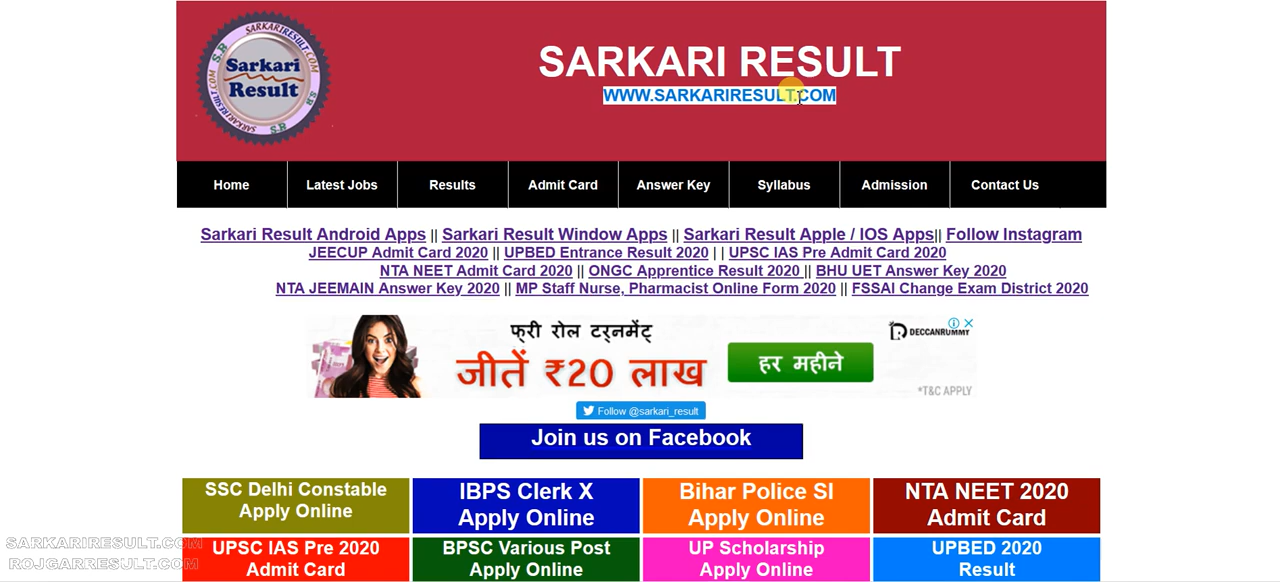 SARKARIRESULT.COM
S.R
Sarkari
Result
SARKARI RESULT
WWW.SARKARIRESULT.COM
Home Latest Jobs Results Admit Card Answer Key Syllabus Admission Contact Us
Sarkari Result Android Apps || Sarkari Result Window Apps || Sarkari Result Apple / IOS Apps|| Follow Instagram
JEECUP Admit Card 2020 || UPBED Entrance Result 2020 | | UPSC IAS Pre Admit Card 2020
NTA NEET Admit Card 2020 || ONGC Apprentice Result 2020 || BHU UET Answer Key 2020
NTA JEEMAIN Answer Key 2020 || MP Staff Nurse, Pharmacist Online Form 2020 || FSSAI Change Exam District 2020
फ्री रोल टूर्नामेंट
जीतें ₹20 लाख
हर महीने
DECCANRUMMY
*T&C APPLY
Follow @sarkari_result
Join us on Facebook
SSC Delhi Constable
Apply Online
IBPS Clerk X
Apply Online
Bihar Police SI
Apply Online
NTA NEET 2020
Admit Card
UPSC IAS Pre 2020
Admit Card
BPSC Various Post
Apply Online
UP Scholarship
Apply Online
UPBED 2020
Result
SARKARIRESULT.COM
ROJGARRESULT.COM